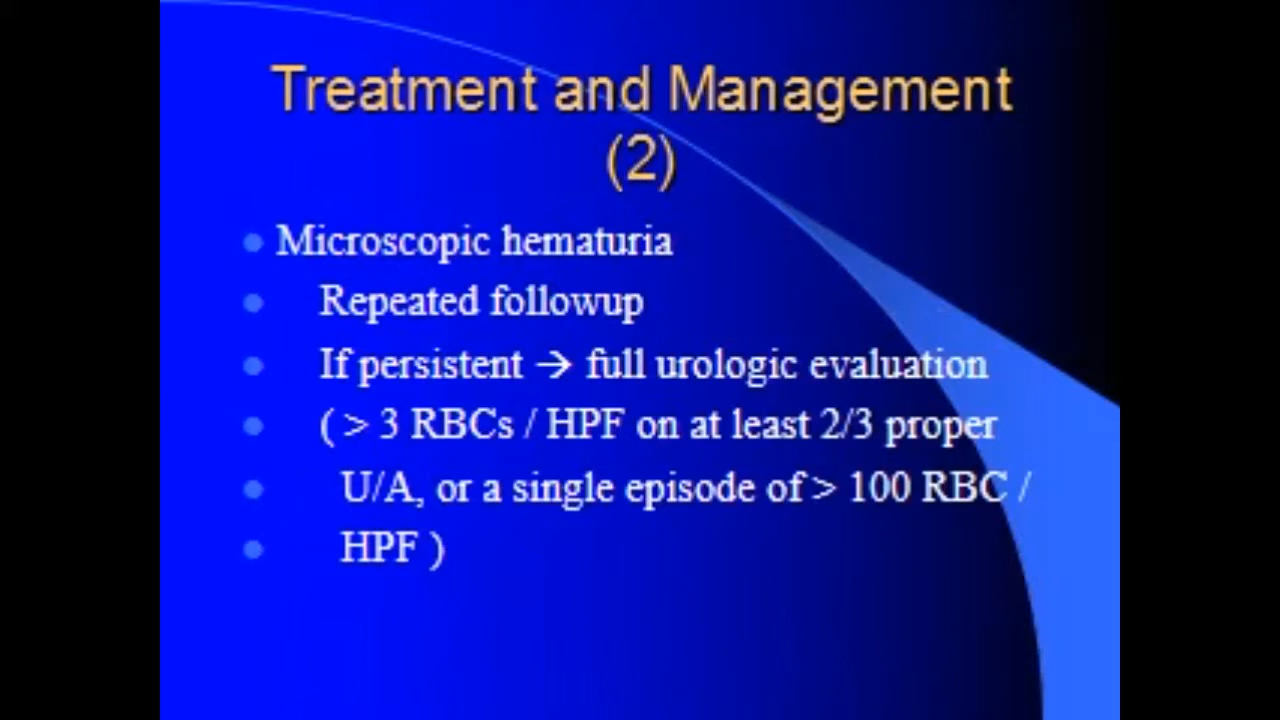 Treatment and Management
(2)
Microscopic hematuria
Repeated followup
If persistent → full urologic evaluation
( > 3 RBCs / HPF on at least 2/3 proper
U/A, or a single episode of > 100 RBC /
HPF )